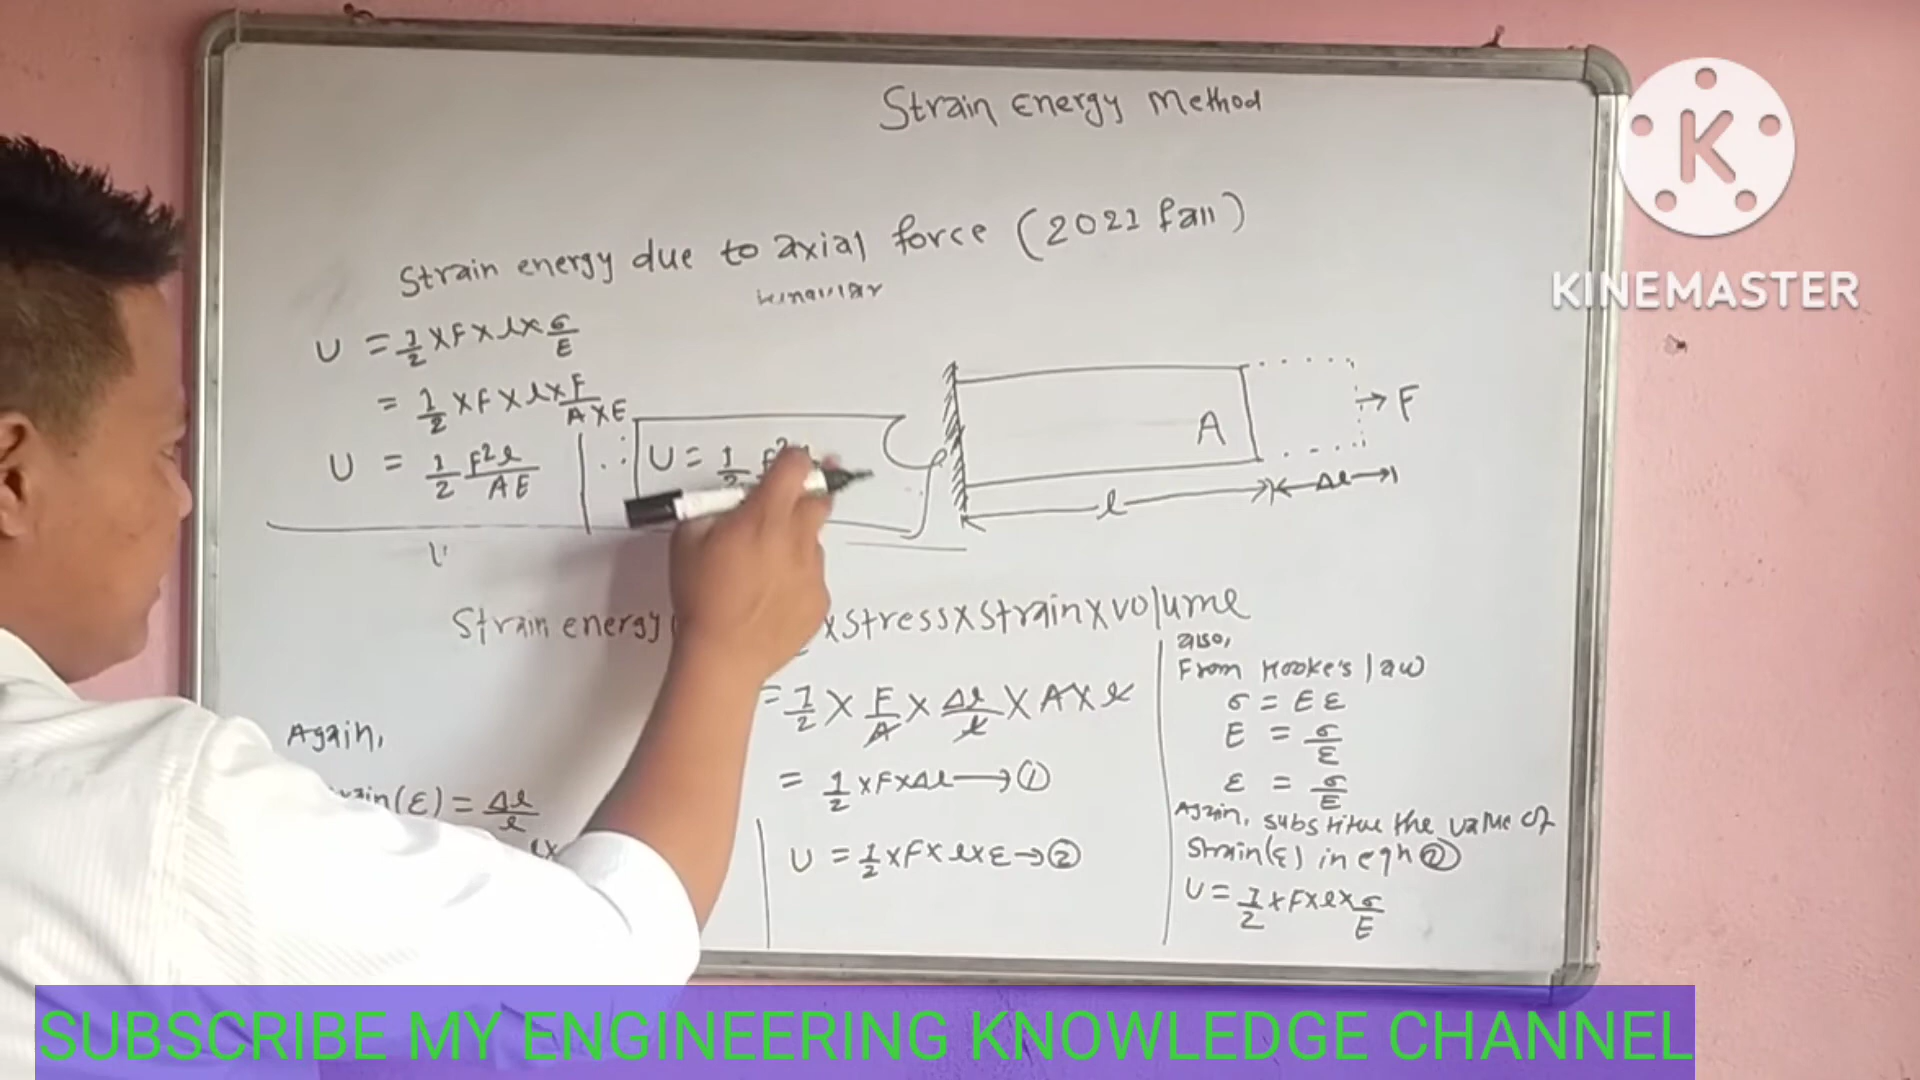 Strain Energy Method
Strain energy due to axial force (2021 fall)
U = 1/2 × F × l × σ/E
= 1/2 × F × l × F/A×E
U = 1/2 F²l/AE
∴ U = 1/2
A
→ F
l
Δl
Strain energy
× stress × strain × volume
= 1/2 × F/A × Δl/l × A × l
= 1/2 × F × Δl → ①
U = 1/2 × F × l × ε → ②
Again,
(ε) = Δl/l
also,
From Hooke's law
σ = E ε
E = σ/ε
ε = σ/E
Again, substitue the value of
Strain(ε) in eqn ②
U = 1/2 × F × l × σ/E
K
KINEMASTER
SUBSCRIBE MY ENGINEERING KNOWLEDGE CHANNEL